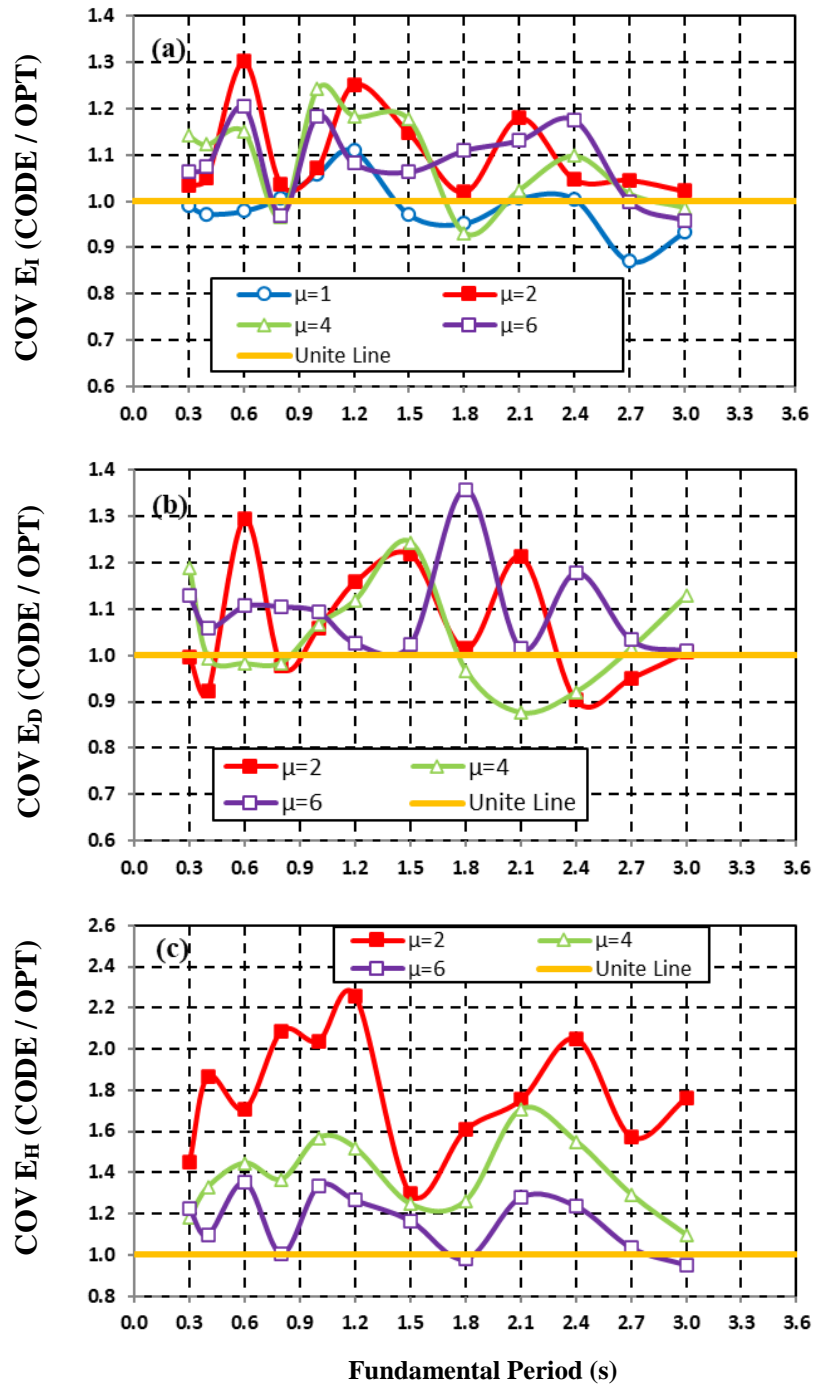 (a)
COV E_I (CODE / OPT)
1.4
1.3
1.2
1.1
1.0
0.9
0.8
0.7
0.6
μ=1
μ=2
μ=4
μ=6
Unite Line
0.0 0.3 0.6 0.9 1.2 1.5 1.8 2.1 2.4 2.7 3.0 3.3 3.6
(b)
COV E_D (CODE / OPT)
1.4
1.3
1.2
1.1
1.0
0.9
0.8
0.7
0.6
μ=2
μ=4
μ=6
Unite Line
0.0 0.3 0.6 0.9 1.2 1.5 1.8 2.1 2.4 2.7 3.0 3.3 3.6
(c)
COV E_H (CODE / OPT)
2.6
2.4
2.2
2.0
1.8
1.6
1.4
1.2
1.0
0.8
μ=2
μ=4
μ=6
Unite Line
0.0 0.3 0.6 0.9 1.2 1.5 1.8 2.1 2.4 2.7 3.0 3.3 3.6
Fundamental Period (s)